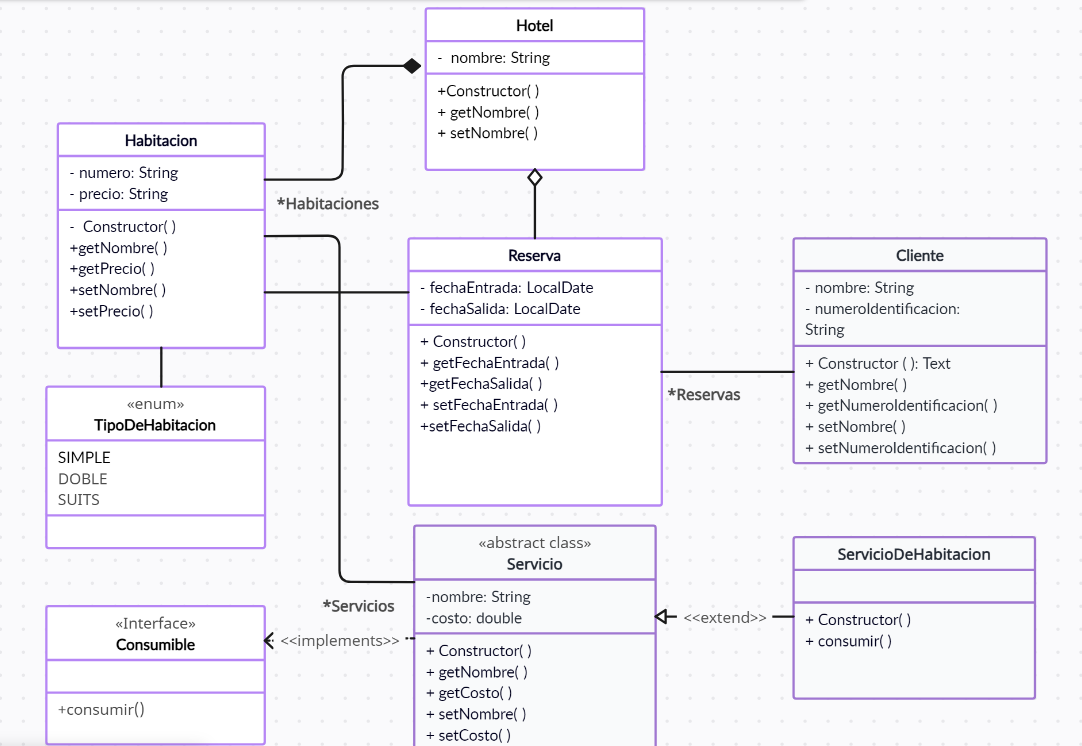 Hotel
- nombre: String
+Constructor( )
+ getNombre( )
+ setNombre( )
Habitacion
- numero: String
- precio: String
- Constructor( )
+getNombre( )
+getPrecio( )
+setNombre( )
+setPrecio( )
*Habitaciones
Reserva
- fechaEntrada: LocalDate
- fechaSalida: LocalDate
+ Constructor( )
+ getFechaEntrada( )
+getFechaSalida( )
+ setFechaEntrada( )
+setFechaSalida( )
*Reservas
Cliente
- nombre: String
- numeroIdentificacion:
String
+ Constructor ( ): Text
+ getNombre( )
+ getNumeroIdentificacion( )
+ setNombre( )
+ setNumeroIdentificacion( )
«enum»
TipoDeHabitacion
SIMPLE
DOBLE
SUITS
«abstract class»
Servicio
-nombre: String
-costo: double
+ Constructor( )
+ getNombre( )
+ getCosto( )
+ setNombre( )
+ setCosto( )
*Servicios
<<implements>>
<<extend>>
ServicioDeHabitacion
+ Constructor( )
+ consumir( )
«Interface»
Consumible
+consumir()